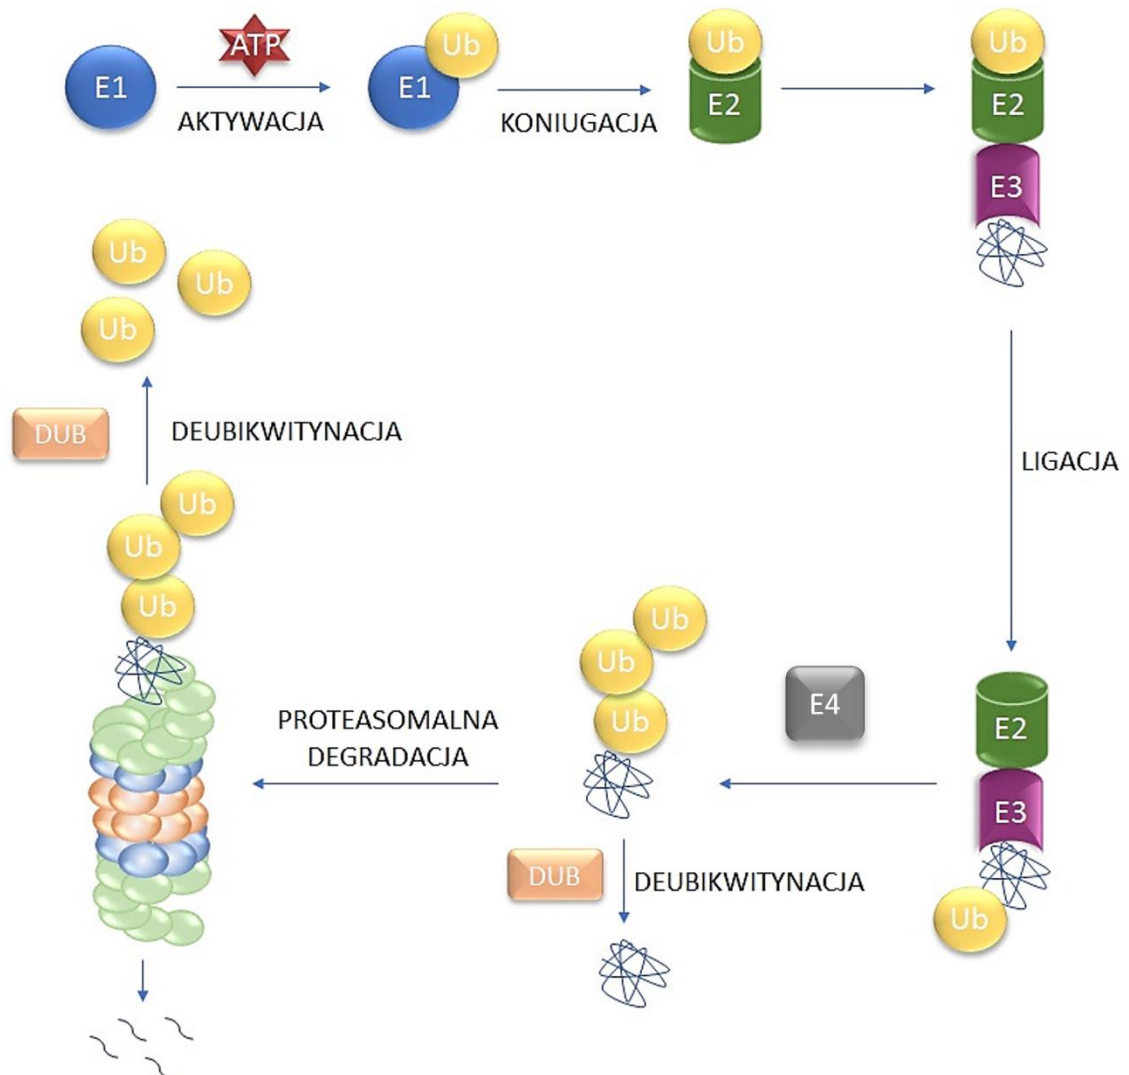 ATP
Ub
Ub
Ub
E1
E1
E2
E2
AKTYWACJA
KONIUGACJA
E3
Ub
Ub
Ub
DUB
DEUBIKWITYNACJA
LIGACJA
Ub
Ub
Ub
Ub
Ub
Ub
E4
E2
PROTEASOMALNA
DEGRADACJA
E3
DUB
DEUBIKWITYNACJA
Ub